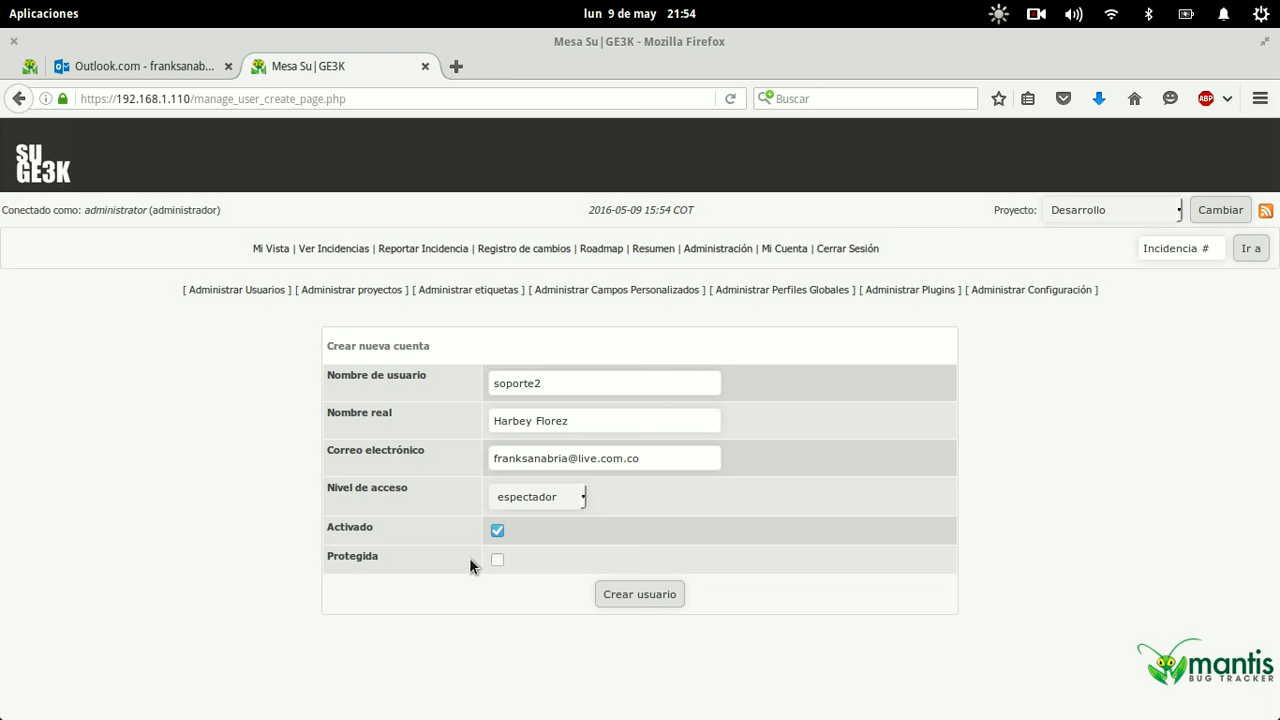 Aplicaciones
lun 9 de may 21:54
Mesa Su|GE3K - Mozilla Firefox
Outlook.com - franksanab...
Mesa Su|GE3K
https://192.168.1.110/manage_user_create_page.php
Buscar
ABP
SU
GE3K
Conectado como: administrator (administrador)
2016-05-09 15:54 COT
Proyecto: Desarrollo Cambiar
Mi Vista | Ver Incidencias | Reportar Incidencia | Registro de cambios | Roadmap | Resumen | Administración | Mi Cuenta | Cerrar Sesión
Incidencia # Ir a
[ Administrar Usuarios ] [ Administrar proyectos ] [ Administrar etiquetas ] [ Administrar Campos Personalizados ] [ Administrar Perfiles Globales ] [ Administrar Plugins ] [ Administrar Configuración ]
Crear nueva cuenta
Nombre de usuario soporte2
Nombre real Harbey Florez
Correo electrónico franksanabria@live.com.co
Nivel de acceso espectador
Activado
Protegida
Crear usuario
mantis
BUG TRACKER